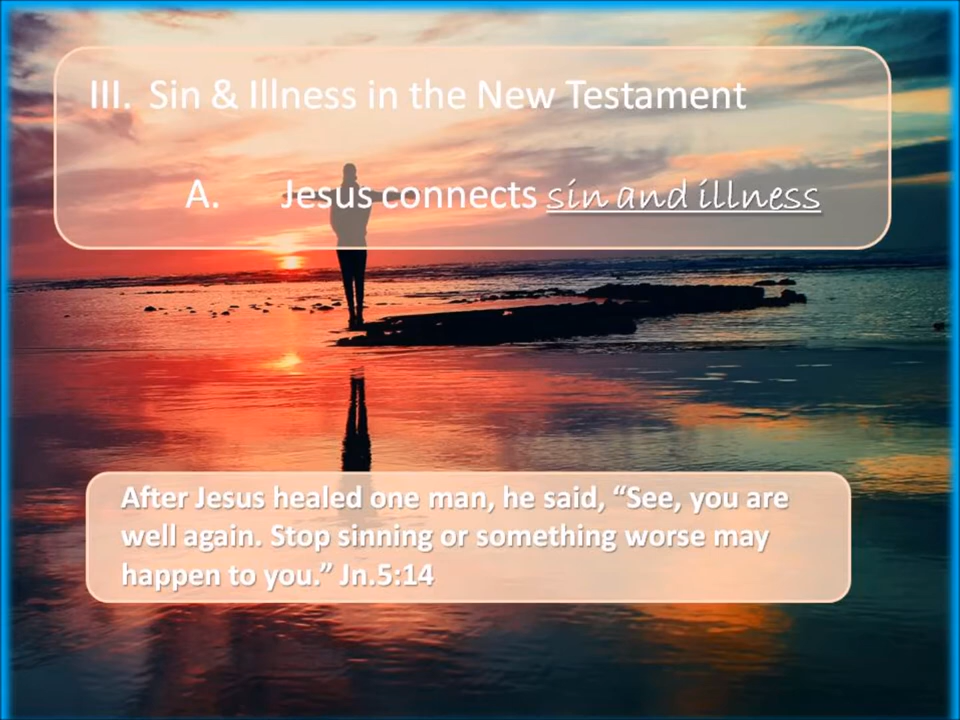 III. Sin & Illness in the New Testament
A. Jesus connects sin and illness
After Jesus healed one man, he said, “See, you are
well again. Stop sinning or something worse may
happen to you.” Jn.5:14